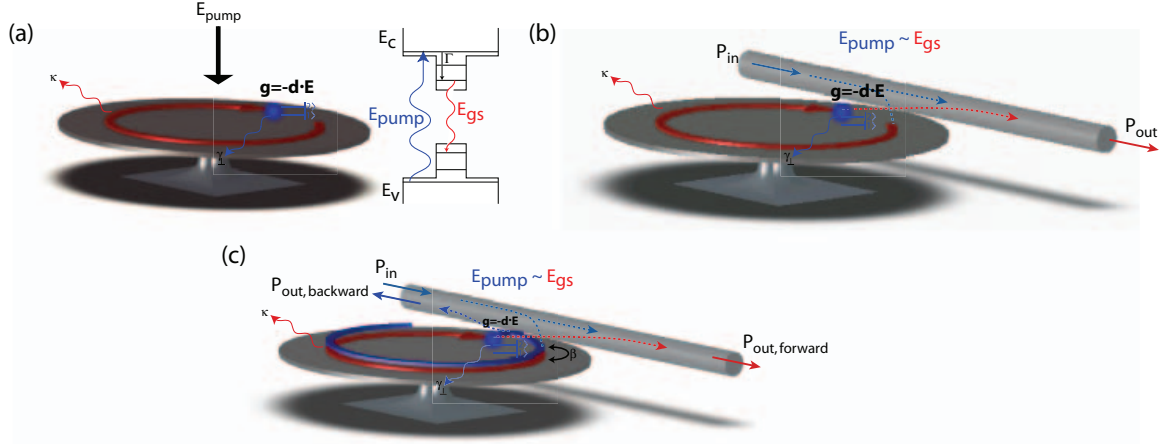 (a)
E_pump
κ
g=-d·E
γ⊥
E_c
Γ
E_pump
E_gs
E_v
(b)
P_in
E_pump ~ E_gs
κ
g=-d·E
γ⊥
P_out
(c)
P_in
E_pump ~ E_gs
P_out, backward
κ
g=-d·E
β
γ⊥
P_out, forward